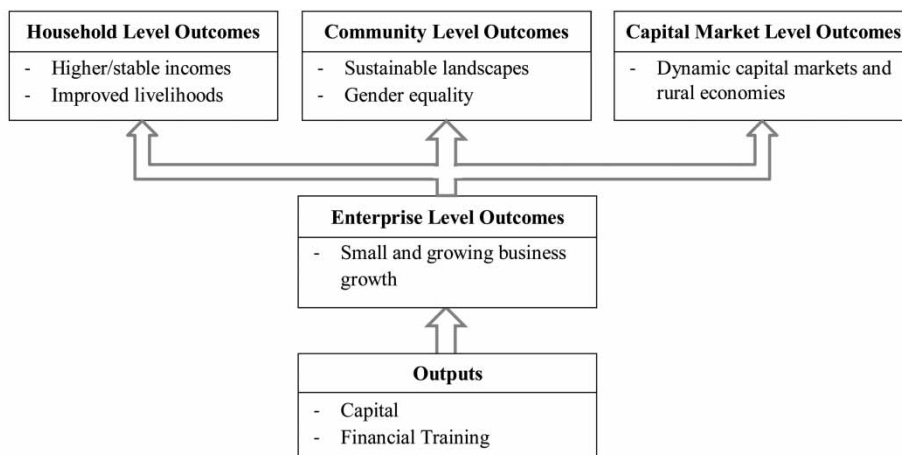 Household Level Outcomes
- Higher/stable incomes
- Improved livelihoods
Community Level Outcomes
- Sustainable landscapes
- Gender equality
Capital Market Level Outcomes
- Dynamic capital markets and
rural economies
Enterprise Level Outcomes
- Small and growing business
growth
Outputs
- Capital
- Financial Training